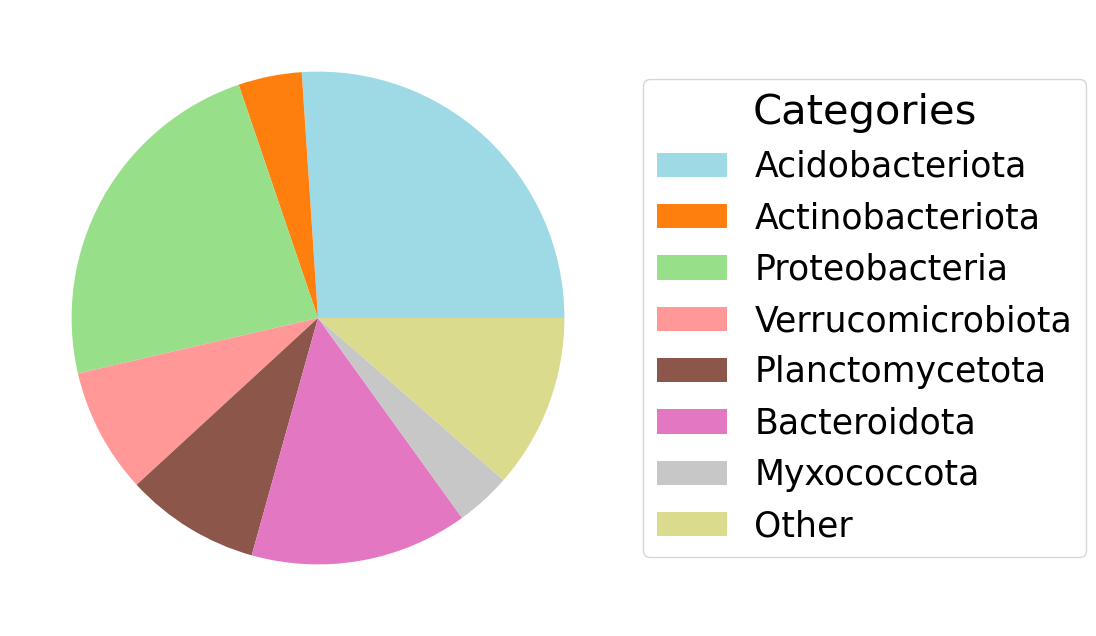 Categories
Acidobacteriota
Actinobacteriota
Proteobacteria
Verrucomicrobiota
Planctomycetota
Bacteroidota
Myxococcota
Other